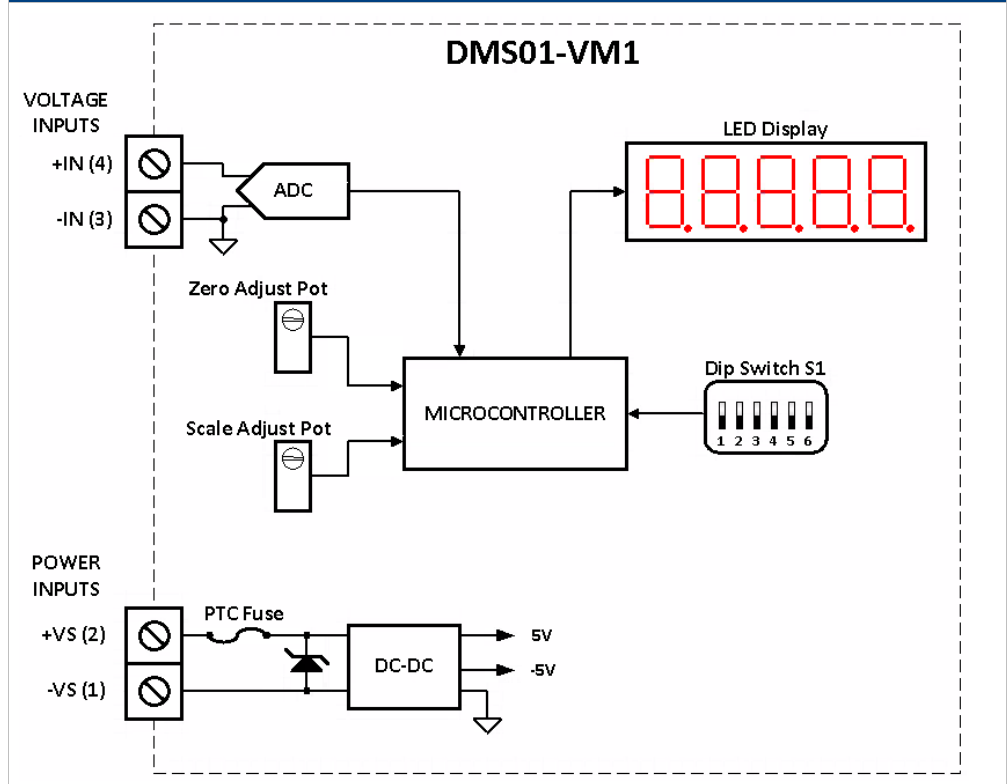 DMS01-VM1
VOLTAGE
INPUTS
LED Display
+IN (4)
ADC
-IN (3)
Zero Adjust Pot
Dip Switch S1
MICROCONTROLLER
1 2 3 4 5 6
Scale Adjust Pot
POWER
INPUTS
PTC Fuse
+VS (2)
5V
DC-DC
-5V
-VS (1)